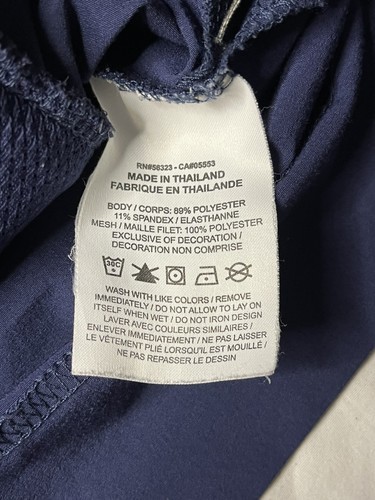 RN#56323 - CA#05553
MADE IN THAILAND
FABRIQUE EN THAILANDE
BODY / CORPS: 89% POLYESTER
11% SPANDEX / ELASTHANNE
MESH / MAILLE FILET: 100% POLYESTER
EXCLUSIVE OF DECORATION /
DECORATION NON COMPRISE
30C
WASH WITH LIKE COLORS / REMOVE
IMMEDIATELY / DO NOT ALLOW TO LAY ON
ITSELF WHEN WET / DO NOT IRON DESIGN
LAVER AVEC COULEURS SIMILAIRES /
ENLEVER IMMÉDIATEMENT / NE PAS LAISSER
LE VÊTEMENT PLIÉ LORSQU'IL EST MOUILLÉ /
NE PAS REPASSER LE DESSIN